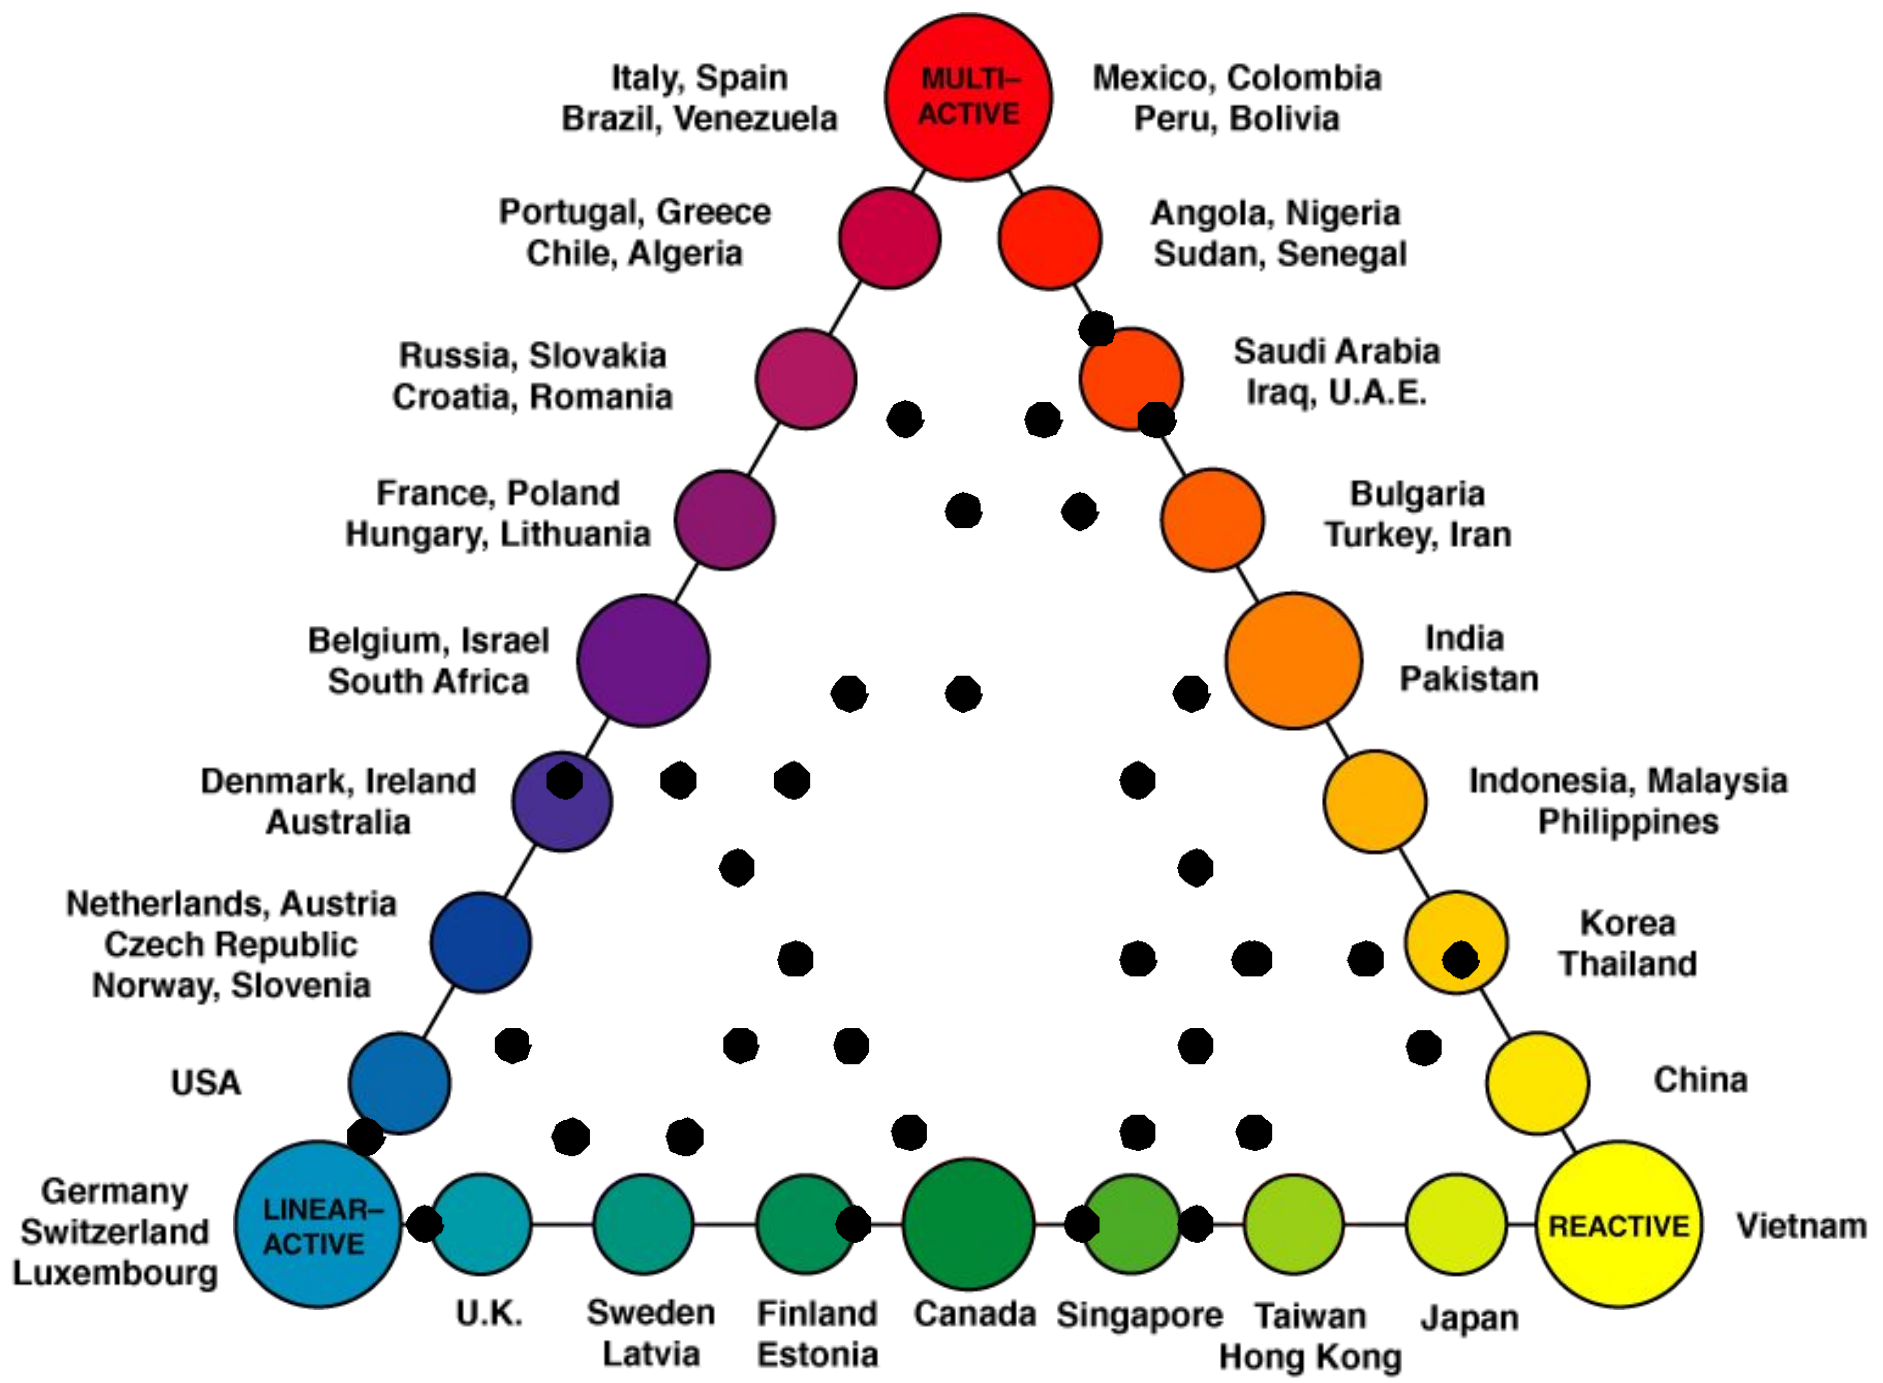 Italy, Spain
Brazil, Venezuela
MULTI–
ACTIVE
Mexico, Colombia
Peru, Bolivia
Portugal, Greece
Chile, Algeria
Angola, Nigeria
Sudan, Senegal
Russia, Slovakia
Croatia, Romania
Saudi Arabia
Iraq, U.A.E.
France, Poland
Hungary, Lithuania
Bulgaria
Turkey, Iran
Belgium, Israel
South Africa
India
Pakistan
Denmark, Ireland
Australia
Indonesia, Malaysia
Philippines
Netherlands, Austria
Czech Republic
Norway, Slovenia
Korea
Thailand
USA
China
Germany
Switzerland
Luxembourg
LINEAR–
ACTIVE
REACTIVE
Vietnam
U.K.
Sweden
Latvia
Finland
Estonia
Canada
Singapore
Taiwan
Hong Kong
Japan